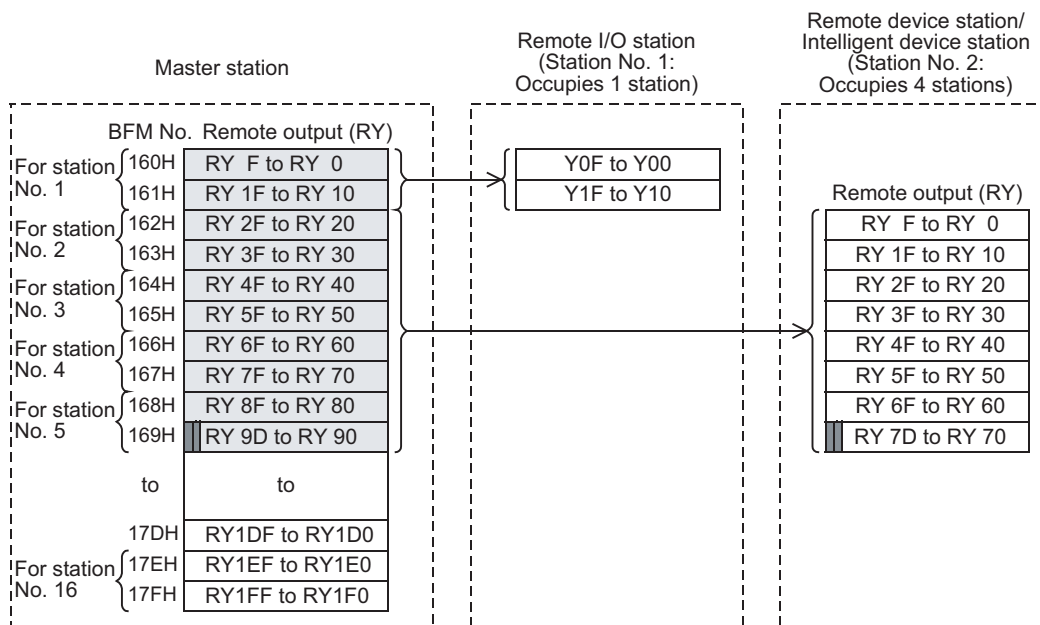 Master station
Remote I/O station
(Station No. 1:
Occupies 1 station)
Remote device station/
Intelligent device station
(Station No. 2:
Occupies 4 stations)
BFM No. Remote output (RY)
For station
No. 1
160H RY F to RY 0
161H RY 1F to RY 10
For station
No. 2
162H RY 2F to RY 20
163H RY 3F to RY 30
For station
No. 3
164H RY 4F to RY 40
165H RY 5F to RY 50
For station
No. 4
166H RY 6F to RY 60
167H RY 7F to RY 70
For station
No. 5
168H RY 8F to RY 80
169H RY 9D to RY 90
to to
17DH RY1DF to RY1D0
For station
No. 16
17EH RY1EF to RY1E0
17FH RY1FF to RY1F0
Y0F to Y00
Y1F to Y10
Remote output (RY)
RY F to RY 0
RY 1F to RY 10
RY 2F to RY 20
RY 3F to RY 30
RY 4F to RY 40
RY 5F to RY 50
RY 6F to RY 60
RY 7D to RY 70